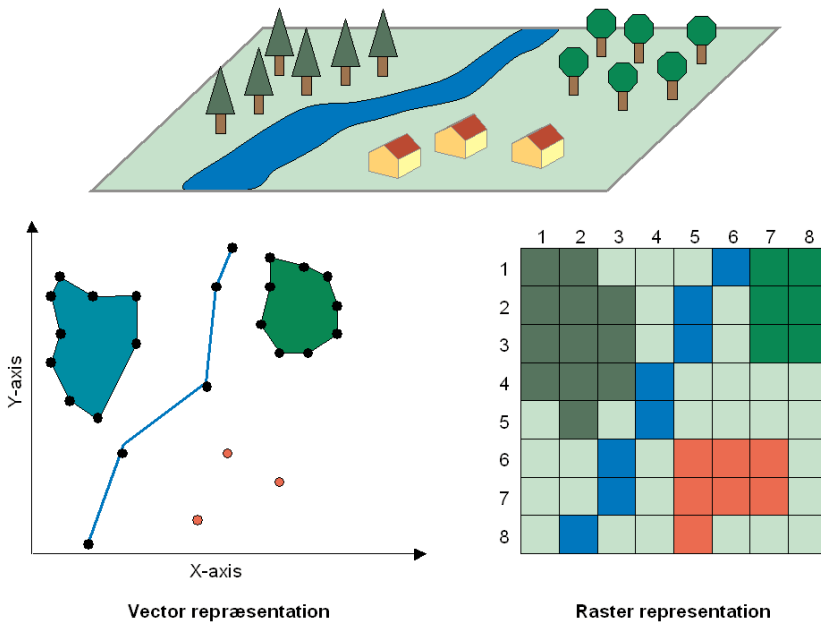 Y-axis
X-axis
Vector repræsentation
1 2 3 4 5 6 7 8
1
2
3
4
5
6
7
8
Raster representation